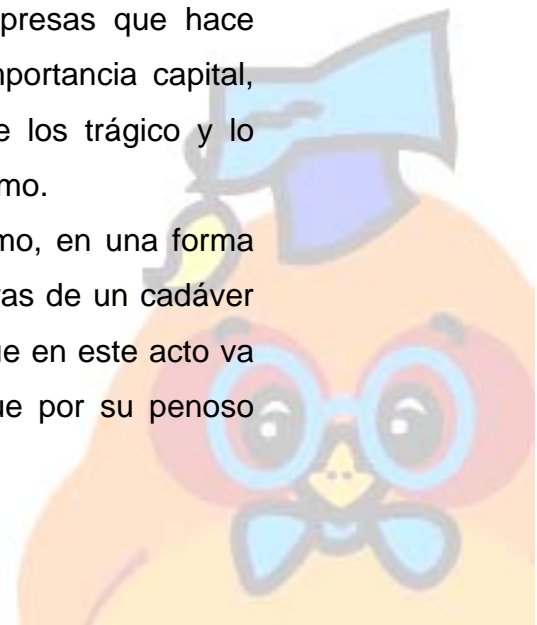 presas que hace
portancia capital,
e los trágico y lo
mo.
mo, en una forma
as de un cadáver
ue en este acto va
ue por su penoso